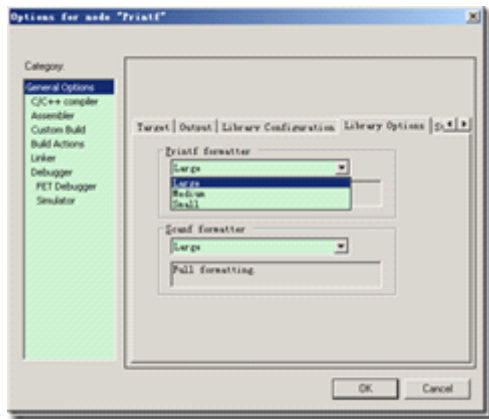 Options for node "Printf"
Category:
General Options
C/C++ compiler
Assembler
Custom Build
Build Actions
Linker
Debugger
FET Debugger
Simulator
Target Output Library Configuration Library Options
Printf formatter
Large
Large
Medium
Small
Scanf formatter
Large
Full formatting.
OK Cancel